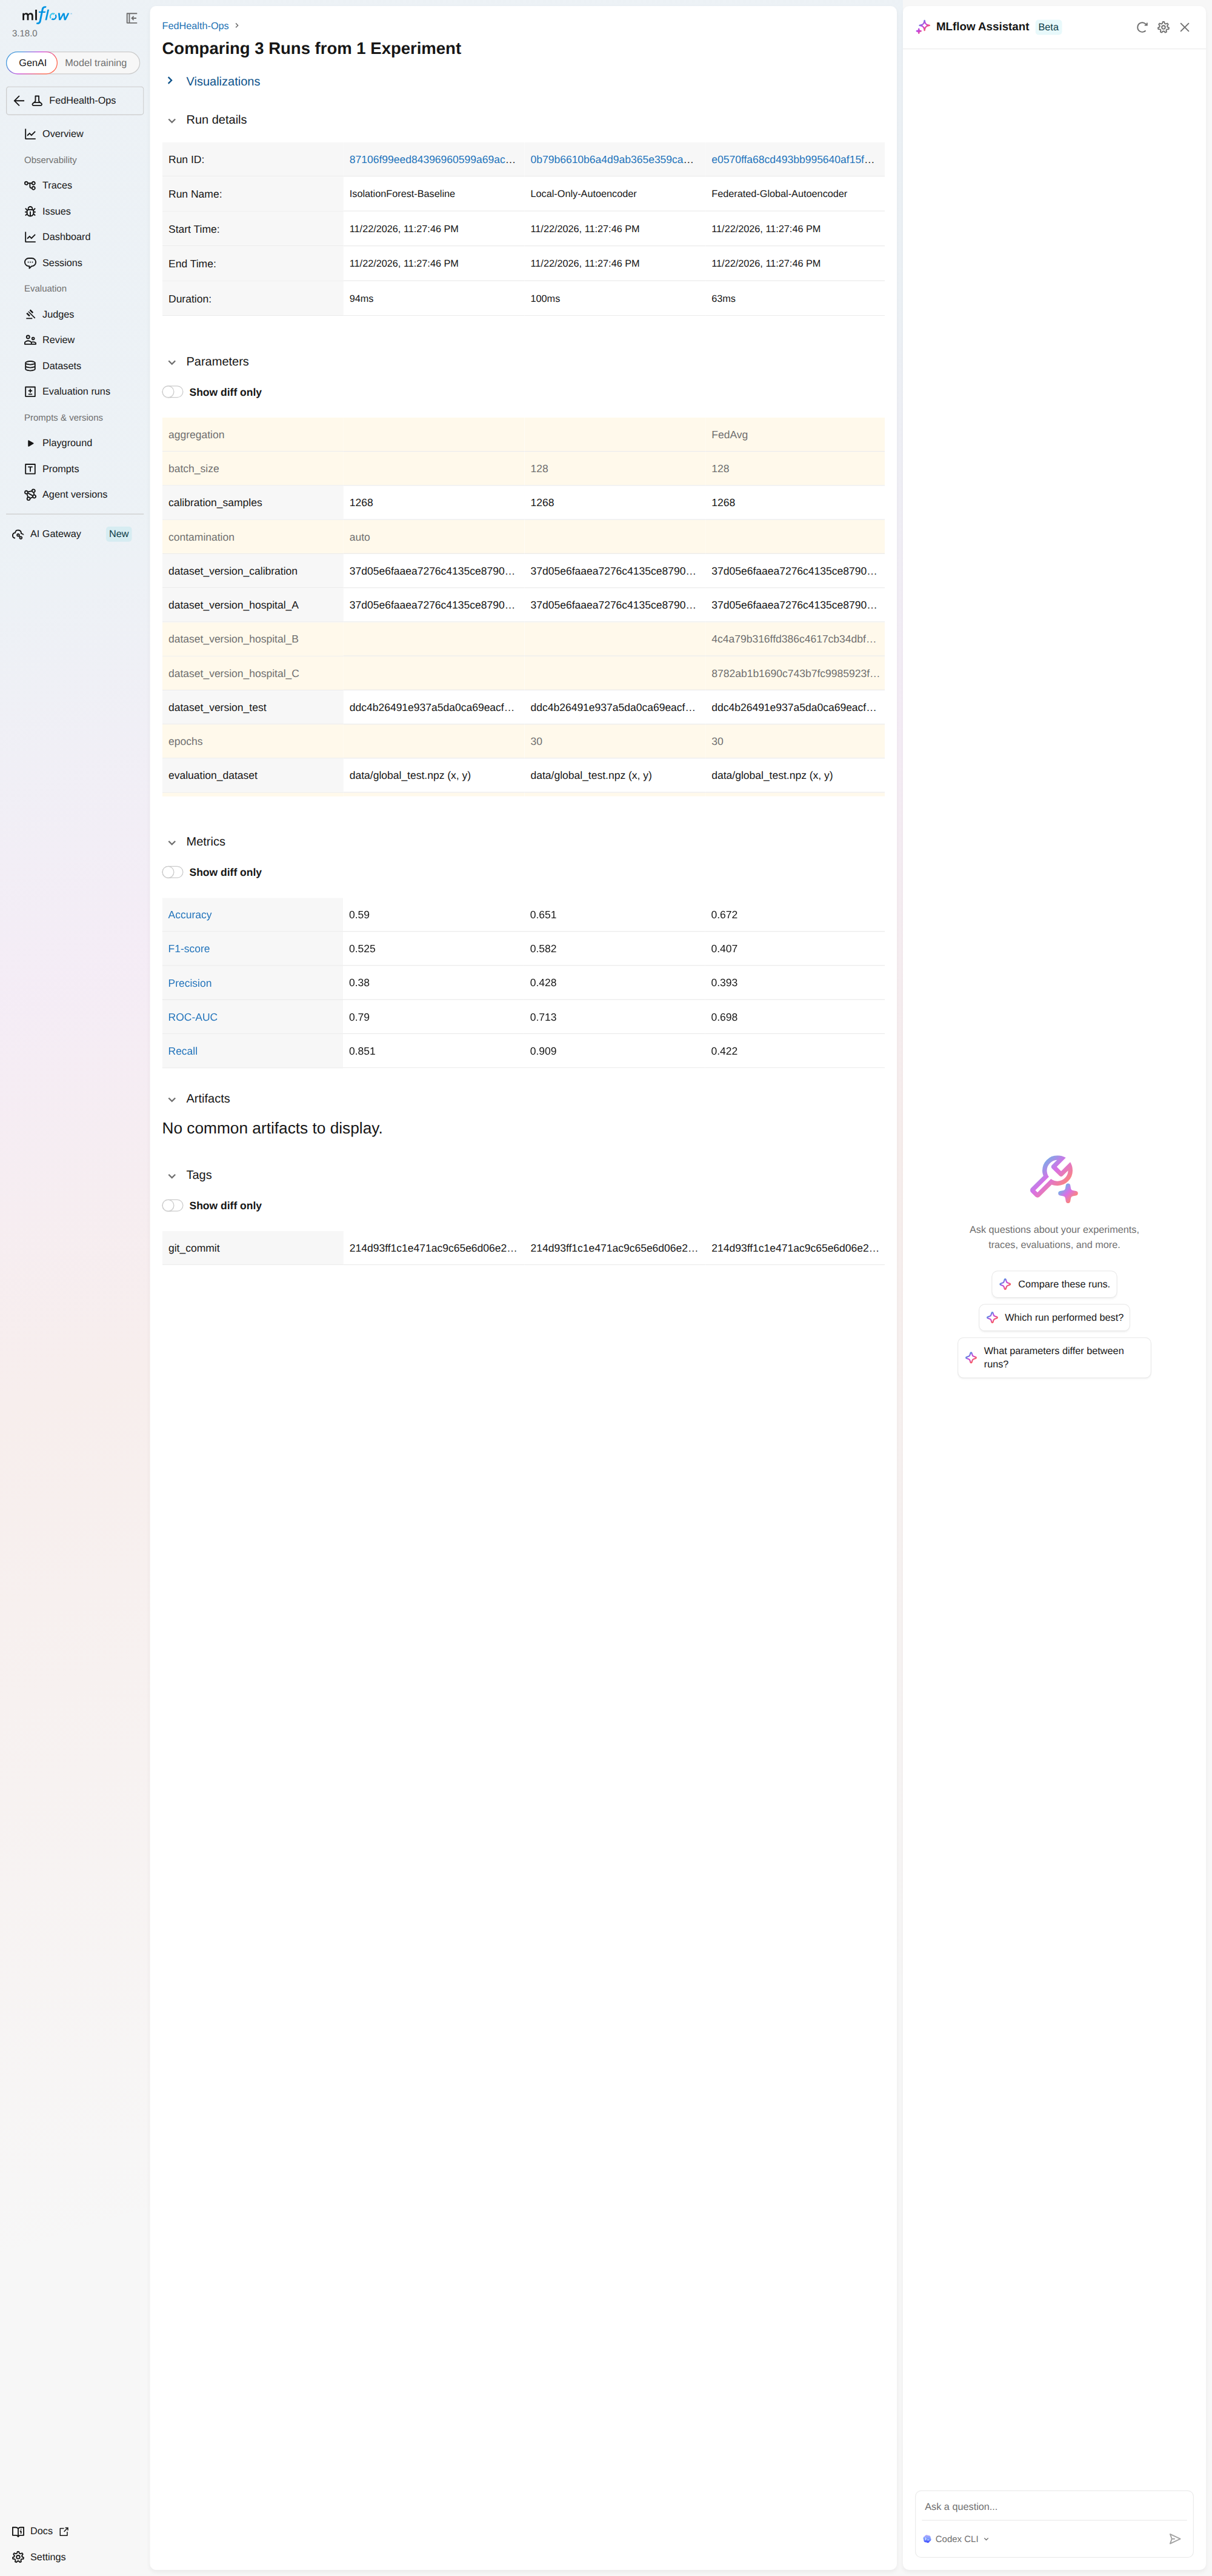 mlflow
3.18.0
GenAI Model training
FedHealth-Ops
Overview
Observability
Traces
Issues
Dashboard
Sessions
Evaluation
Judges
Review
Datasets
Evaluation runs
Prompts & versions
Playground
Prompts
Agent versions
AI Gateway New
Docs
Settings
FedHealth-Ops
Comparing 3 Runs from 1 Experiment
Visualizations
Run details
Run ID: 87106f99eed84396960599a69ac... 0b79b6610b6a4d9ab365e359ca... e0570ffa68cd493bb995640af15f...
Run Name: IsolationForest-Baseline Local-Only-Autoencoder Federated-Global-Autoencoder
Start Time: 11/22/2026, 11:27:46 PM 11/22/2026, 11:27:46 PM 11/22/2026, 11:27:46 PM
End Time: 11/22/2026, 11:27:46 PM 11/22/2026, 11:27:46 PM 11/22/2026, 11:27:46 PM
Duration: 94ms 100ms 63ms
Parameters
Show diff only
aggregation FedAvg
batch_size 128 128
calibration_samples 1268 1268 1268
contamination auto
dataset_version_calibration 37d05e6faaea7276c4135ce8790... 37d05e6faaea7276c4135ce8790... 37d05e6faaea7276c4135ce8790...
dataset_version_hospital_A 37d05e6faaea7276c4135ce8790... 37d05e6faaea7276c4135ce8790... 37d05e6faaea7276c4135ce8790...
dataset_version_hospital_B 4c4a79b316ffd386c4617cb34dbf...
dataset_version_hospital_C 8782ab1b1690c743b7fc9985923f...
dataset_version_test ddc4b26491e937a5da0ca69eacf... ddc4b26491e937a5da0ca69eacf... ddc4b26491e937a5da0ca69eacf...
epochs 30 30
evaluation_dataset data/global_test.npz (x, y) data/global_test.npz (x, y) data/global_test.npz (x, y)
Metrics
Show diff only
Accuracy 0.59 0.651 0.672
F1-score 0.525 0.582 0.407
Precision 0.38 0.428 0.393
ROC-AUC 0.79 0.713 0.698
Recall 0.851 0.909 0.422
Artifacts
No common artifacts to display.
Tags
Show diff only
git_commit 214d93ff1c1e471ac9c65e6d06e2... 214d93ff1c1e471ac9c65e6d06e2... 214d93ff1c1e471ac9c65e6d06e2...
MLflow Assistant Beta
Ask questions about your experiments,
traces, evaluations, and more.
Compare these runs.
Which run performed best?
What parameters differ between
runs?
Ask a question...
Codex CLI